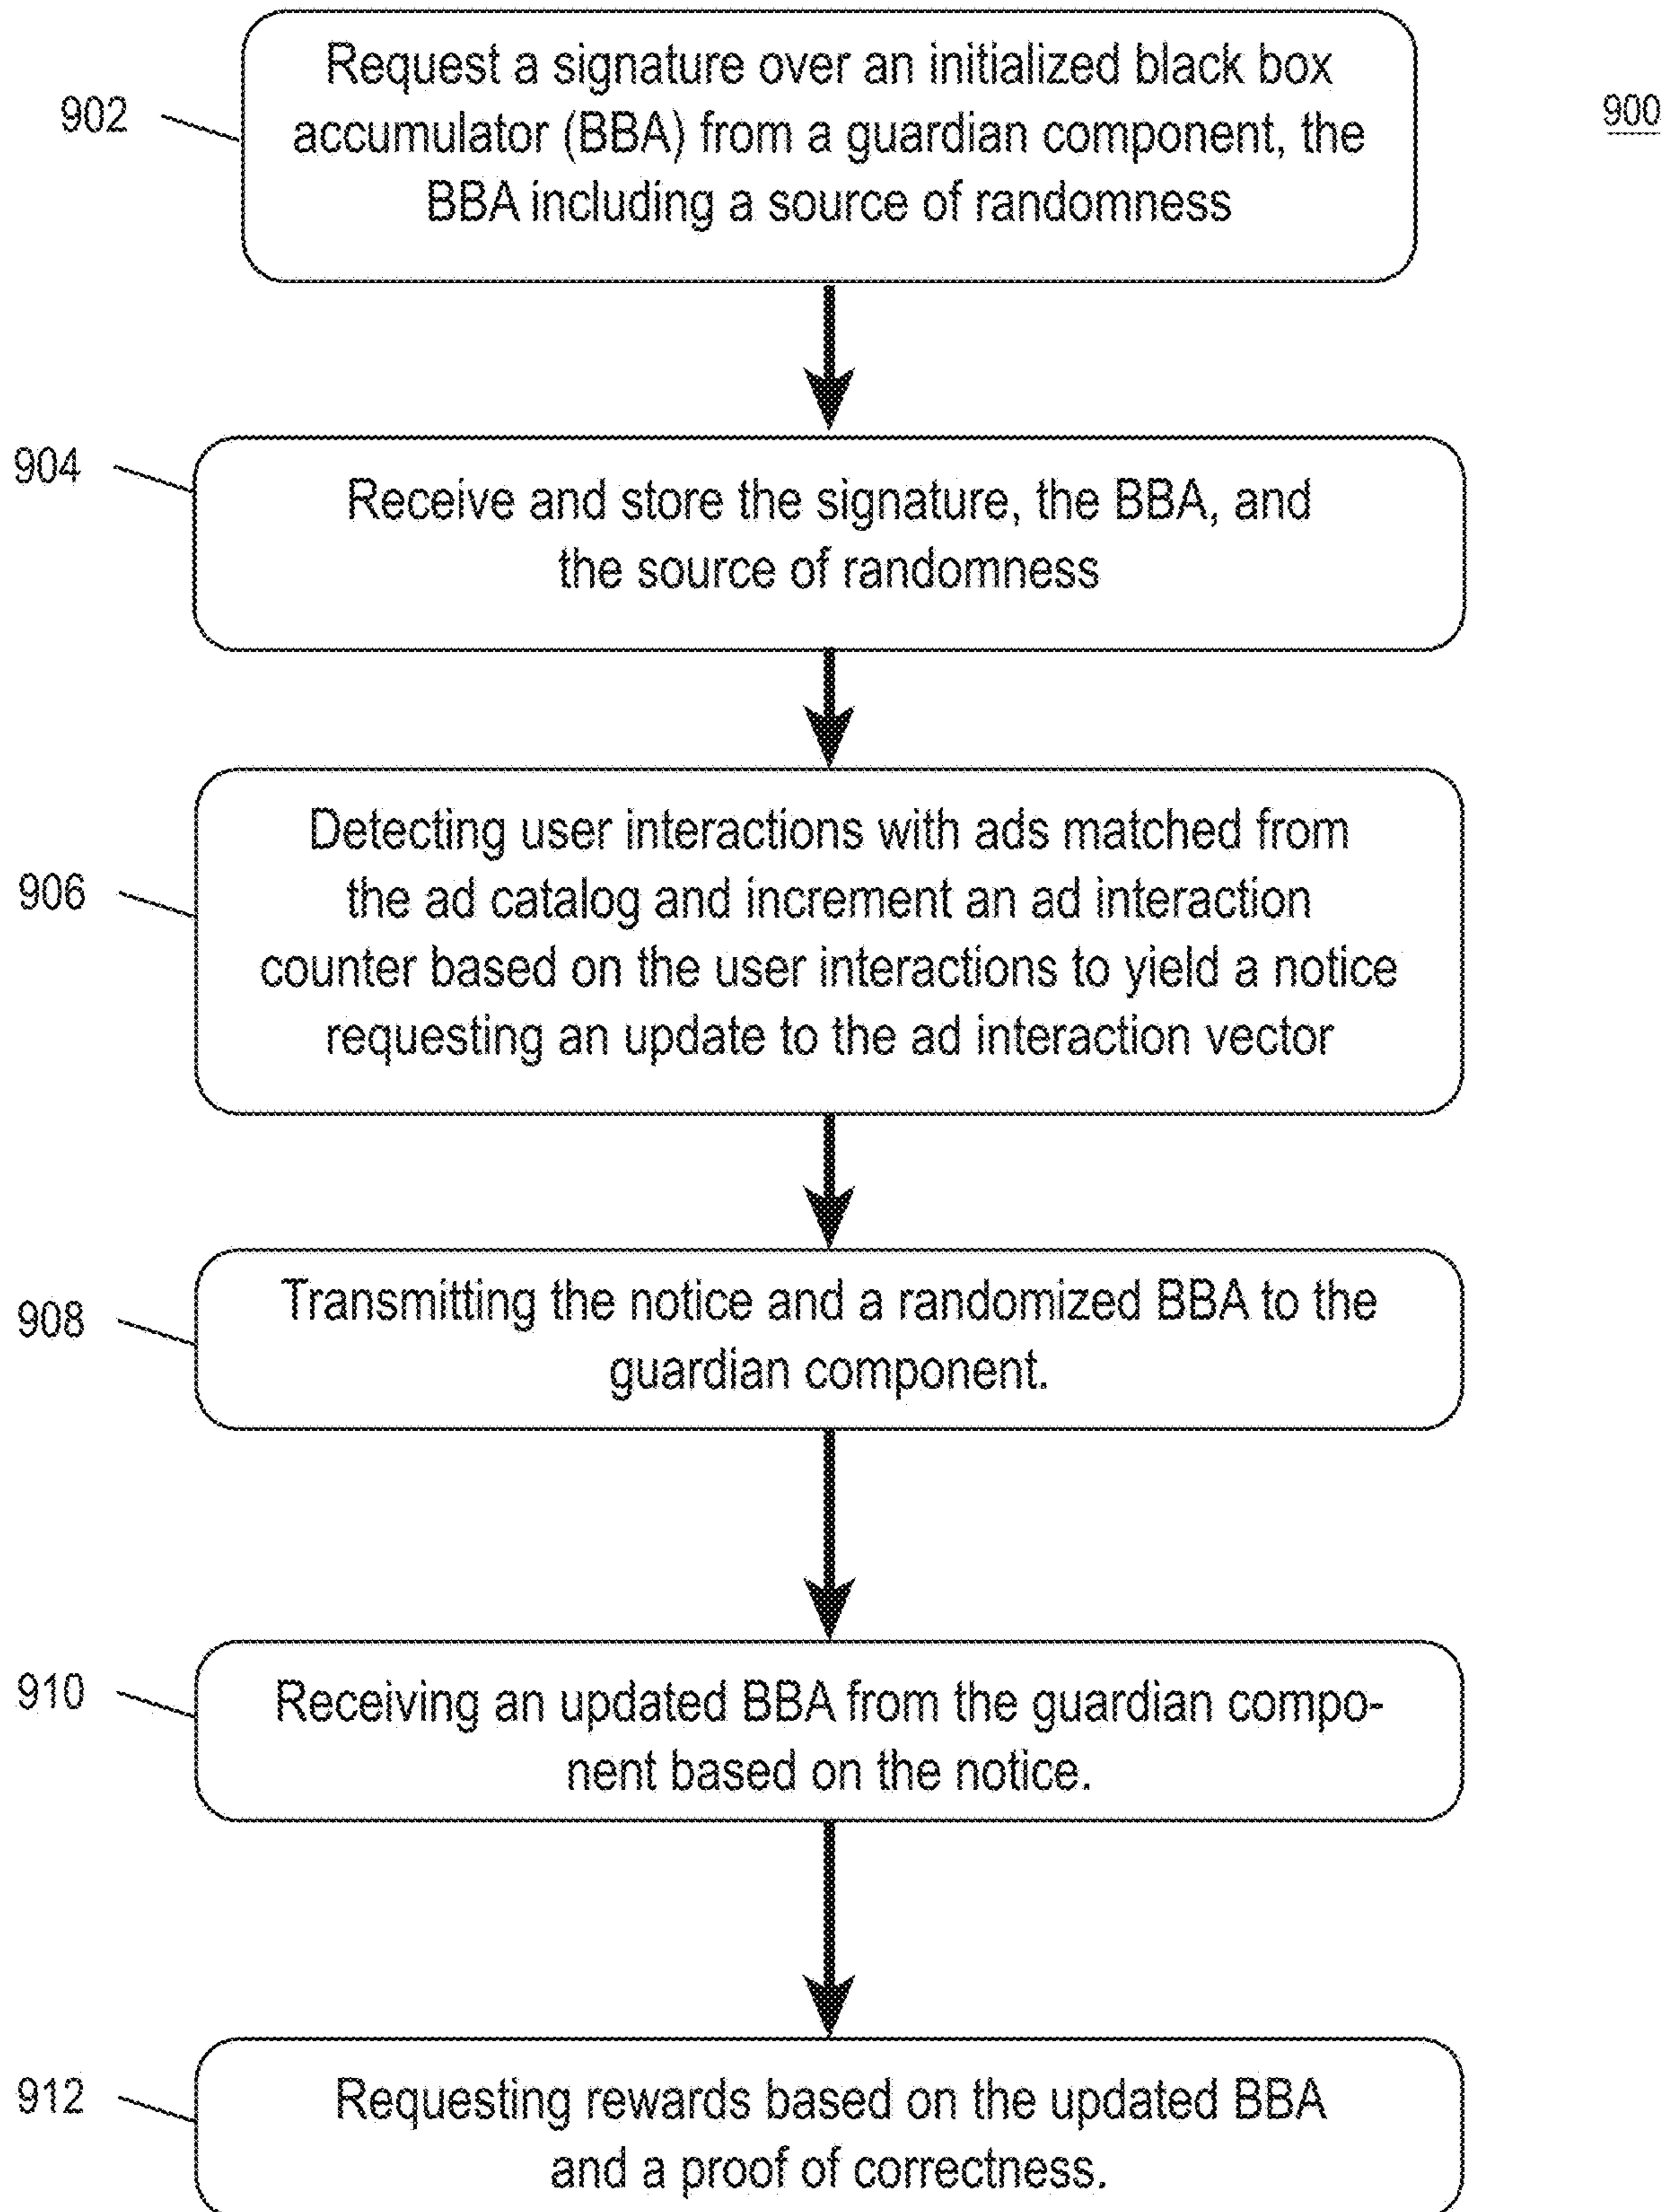 900
902
Request a signature over an initialized black box
accumulator (BBA) from a guardian component, the
BBA including a source of randomness
904
Receive and store the signature, the BBA, and
the source of randomness
906
Detecting user interactions with ads matched from
the ad catalog and increment an ad interaction
counter based on the user interactions to yield a notice
requesting an update to the ad interaction vector
908
Transmitting the notice and a randomized BBA to the
guardian component.
910
Receiving an updated BBA from the guardian compo-
nent based on the notice.
912
Requesting rewards based on the updated BBA
and a proof of correctness.